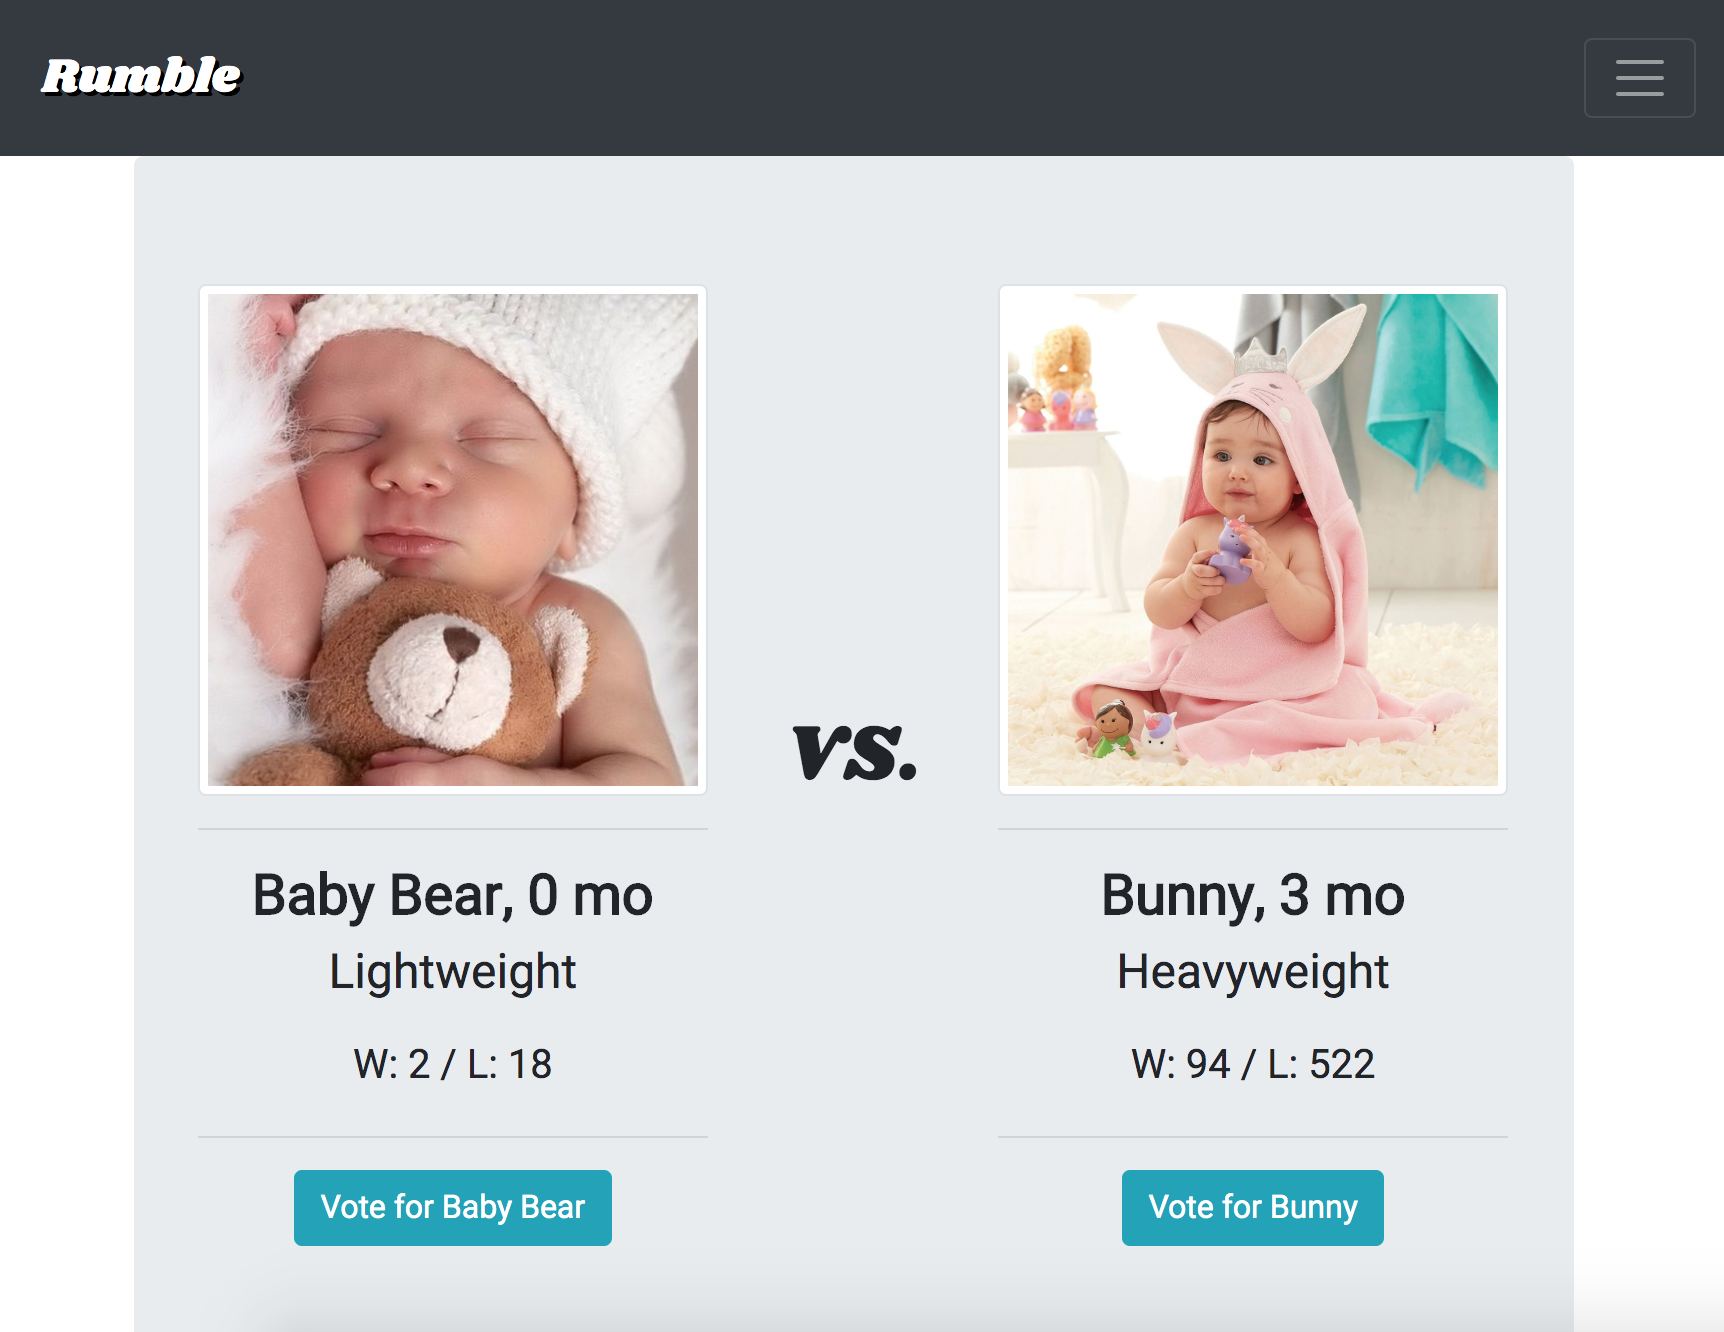 Rumble
vs.
Baby Bear, 0 mo
Lightweight
W: 2 / L: 18
Vote for Baby Bear
Bunny, 3 mo
Heavyweight
W: 94 / L: 522
Vote for Bunny